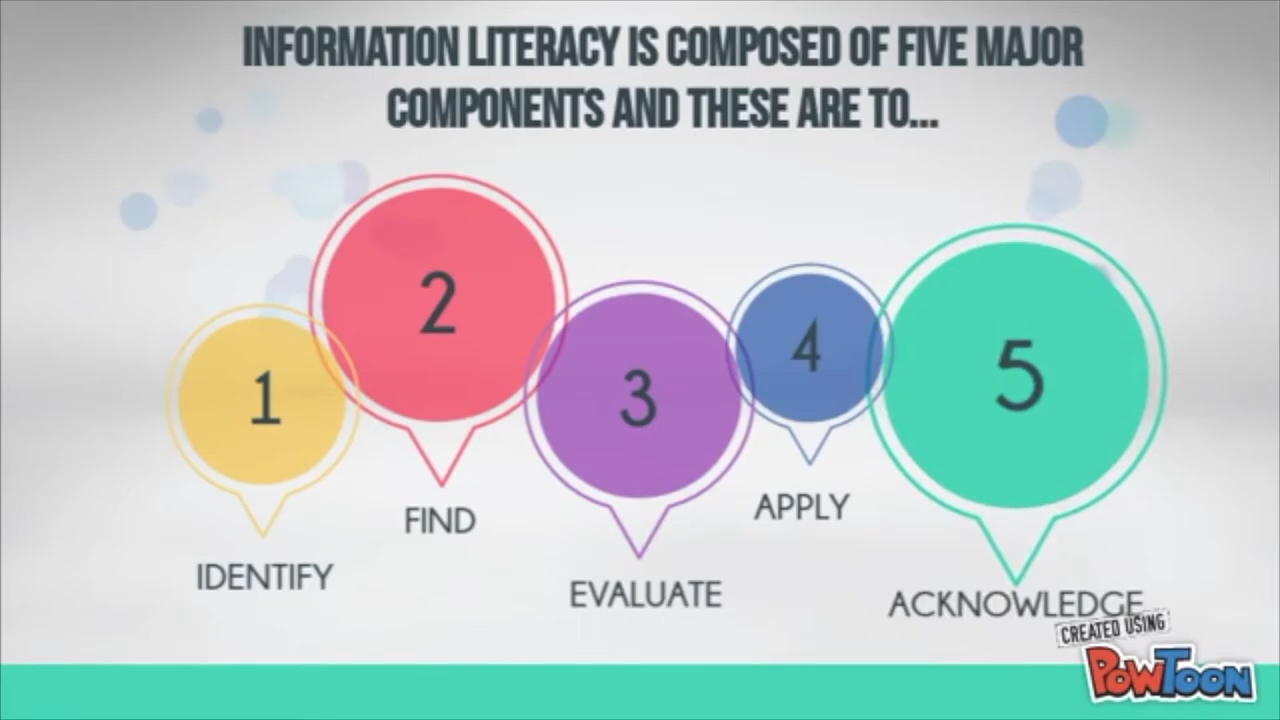 INFORMATION LITERACY IS COMPOSED OF FIVE MAJOR
COMPONENTS AND THESE ARE TO...
1
2
3
4
5
IDENTIFY
FIND
EVALUATE
APPLY
ACKNOWLEDGE
CREATED USING
POWTOON